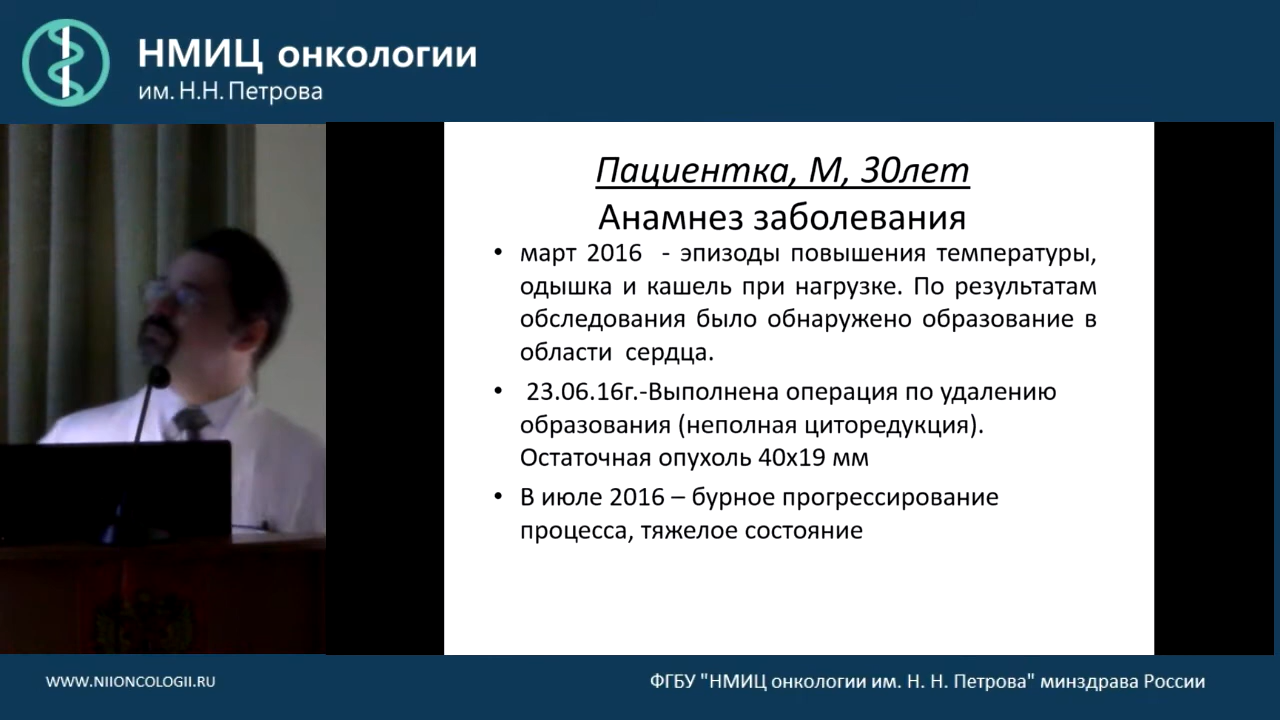 НМИЦ онкологии
им. Н.Н. Петрова
Пациентка, М, 30лет
Анамнез заболевания
• март 2016 - эпизоды повышения температуры,
одышка и кашель при нагрузке. По результатам
обследования было обнаружено образование в
области сердца.
• 23.06.16г.-Выполнена операция по удалению
образования (неполная циторедукция).
Остаточная опухоль 40х19 мм
• В июле 2016 – бурное прогрессирование
процесса, тяжелое состояние
WWW.NIIONCOLOGII.RU
ФГБУ "НМИЦ онкологии им. Н. Н. Петрова" минздрава России